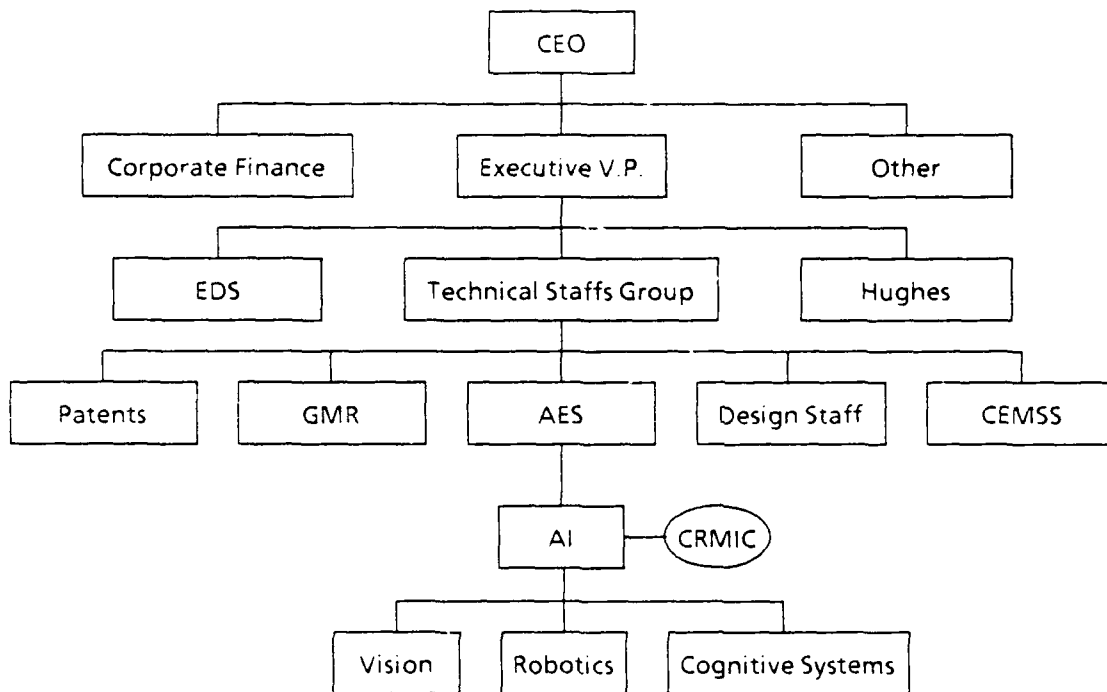 CEO
Corporate Finance
Executive V.P.
Other
EDS
Technical Staffs Group
Hughes
Patents
GMR
AES
Design Staff
CEMSS
AI
CRMIC
Vision
Robotics
Cognitive Systems